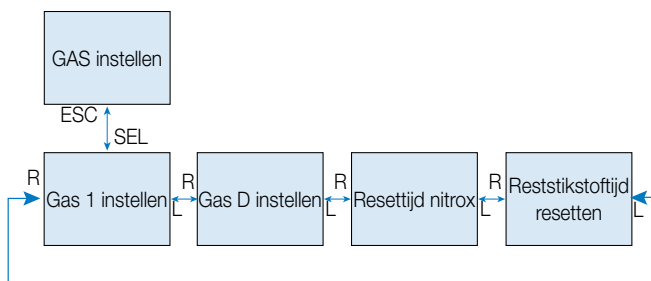 GAS instellen
ESC
SEL
R
Gas 1 instellen
R
L
Gas D instellen
R
L
Resettijd nitrox
R
L
Reststikstoftijd
resetten
L